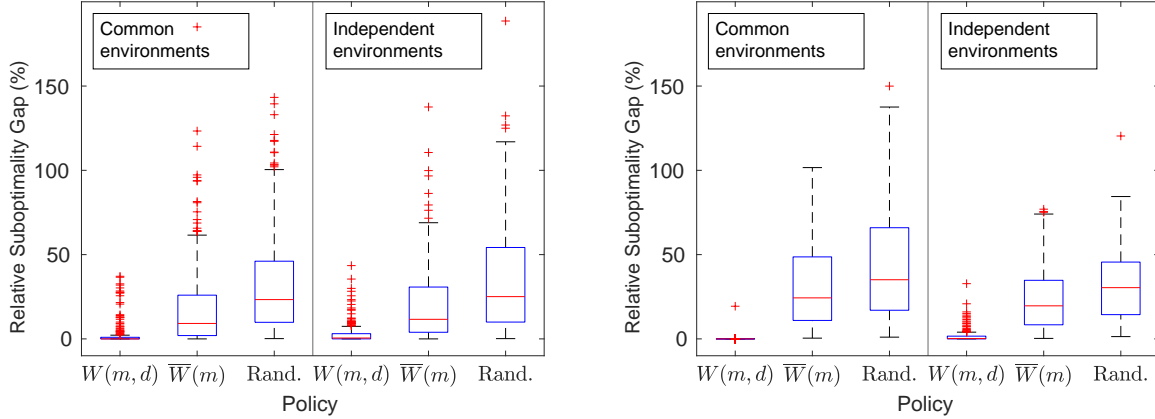 Common
environments
Independent
environments
Relative Suboptimality Gap (%)
150
100
50
0
W(m, d)
W̅(m)
Rand.
W(m, d)
W̅(m)
Rand.
Policy
Common
environments
Independent
environments
Relative Suboptimality Gap (%)
150
100
50
0
W(m, d)
W̅(m)
Rand.
W(m, d)
W̅(m)
Rand.
Policy